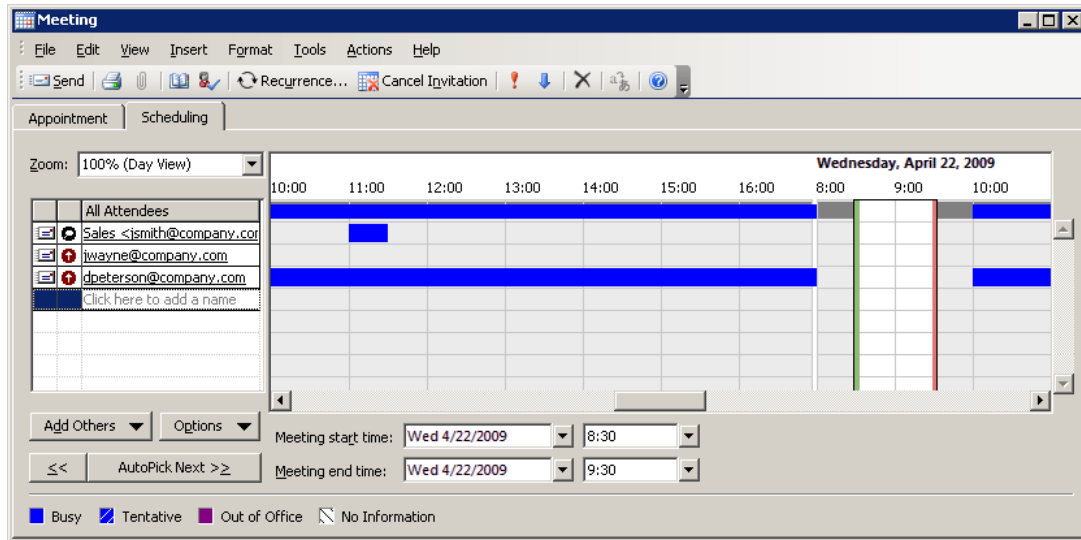 Meeting
File Edit View Insert Format Tools Actions Help
Send Recurrence... Cancel Invitation
Appointment Scheduling
Zoom: 100% (Day View)
Wednesday, April 22, 2009
10:00 11:00 12:00 13:00 14:00 15:00 16:00 8:00 9:00 10:00
All Attendees
Sales <jsmith@company.cor
jwayne@company.com
dpeterson@company.com
Click here to add a name
Add Others Options
Meeting start time: Wed 4/22/2009 8:30
<< AutoPick Next >>
Meeting end time: Wed 4/22/2009 9:30
Busy Tentative Out of Office No Information